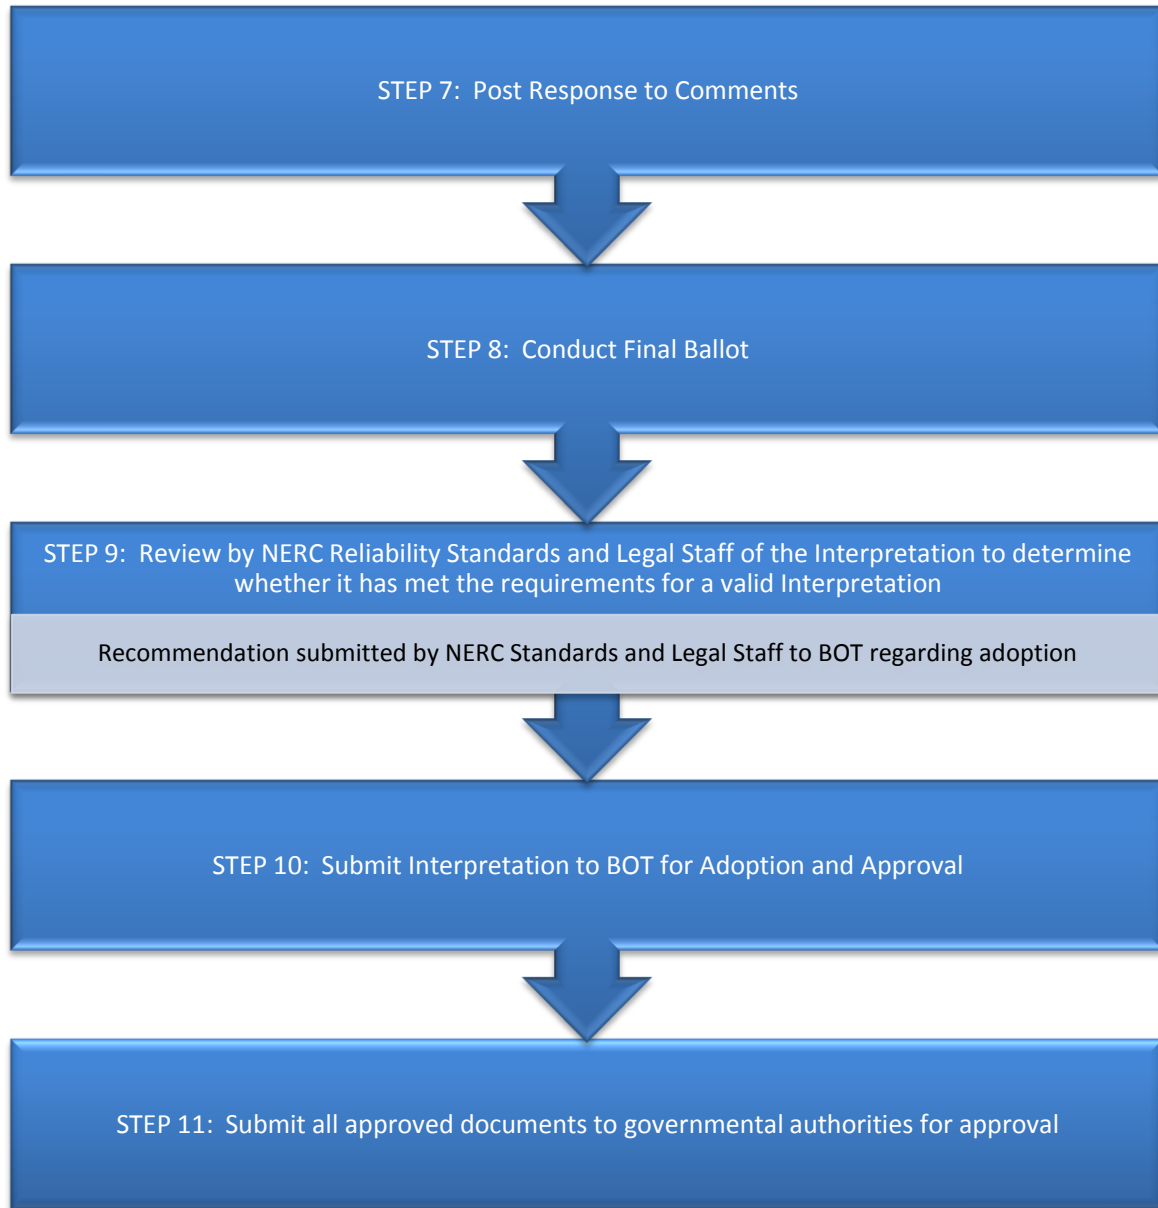 STEP 7: Post Response to Comments
STEP 8: Conduct Final Ballot
STEP 9: Review by NERC Reliability Standards and Legal Staff of the Interpretation to determine
whether it has met the requirements for a valid Interpretation
Recommendation submitted by NERC Standards and Legal Staff to BOT regarding adoption
STEP 10: Submit Interpretation to BOT for Adoption and Approval
STEP 11: Submit all approved documents to governmental authorities for approval